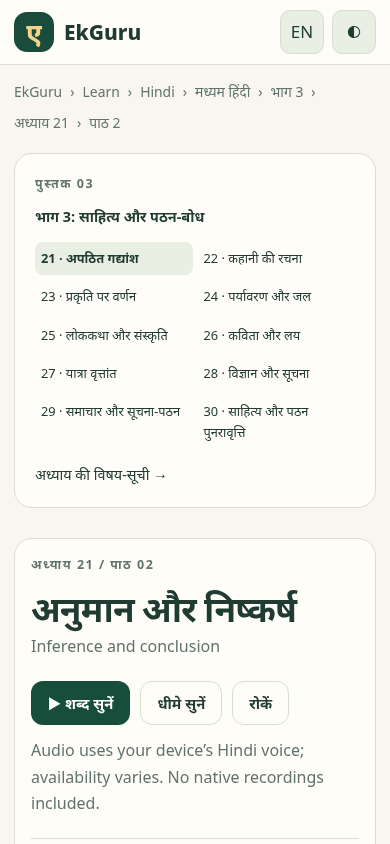 ए EkGuru EN
EkGuru › Learn › Hindi › मध्यम हिंदी › भाग 3 ›
अध्याय 21 › पाठ 2
पुस्तक 03
भाग 3: साहित्य और पठन-बोध
21 · अपठित गद्यांश 22 · कहानी की रचना
23 · प्रकृति पर वर्णन 24 · पर्यावरण और जल
25 · लोककथा और संस्कृति 26 · कविता और लय
27 · यात्रा वृत्तांत 28 · विज्ञान और सूचना
29 · समाचार और सूचना-पठन 30 · साहित्य और पठन
पुनरावृत्ति
अध्याय की विषय-सूची →
अध्याय 21 / पाठ 02
अनुमान और निष्कर्ष
Inference and conclusion
▶ शब्द सुनें धीमे सुनें रोकें
Audio uses your device’s Hindi voice;
availability varies. No native recordings
included.